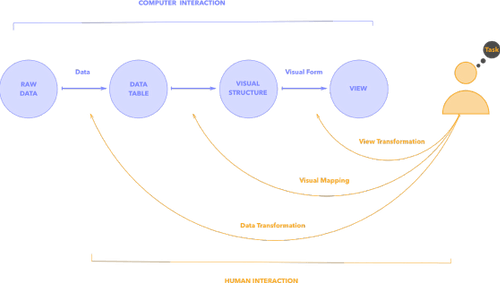 COMPUTER INTERACTION
Task
Data
Visual Form
RAW
DATA
DATA
TABLE
VISUAL
STRUCTURE
VIEW
View Transformation
Visual Mapping
Data Transformation
HUMAN INTERACTION